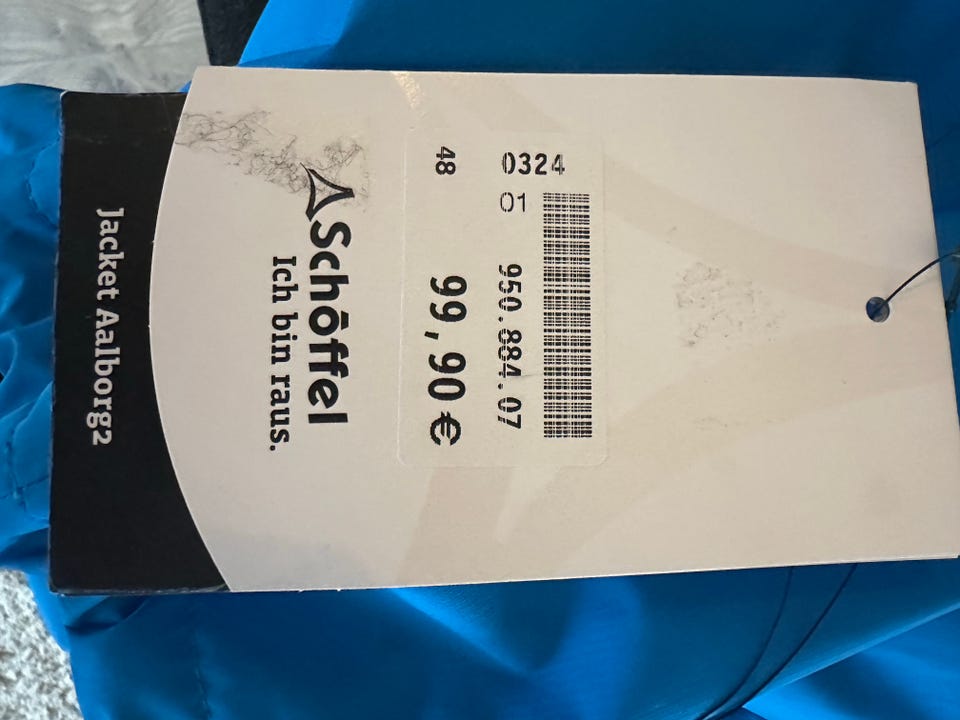 0324
01
950.884.07
48 99,90 €
Schöffel
Ich bin raus.
Jacket Aalborg2